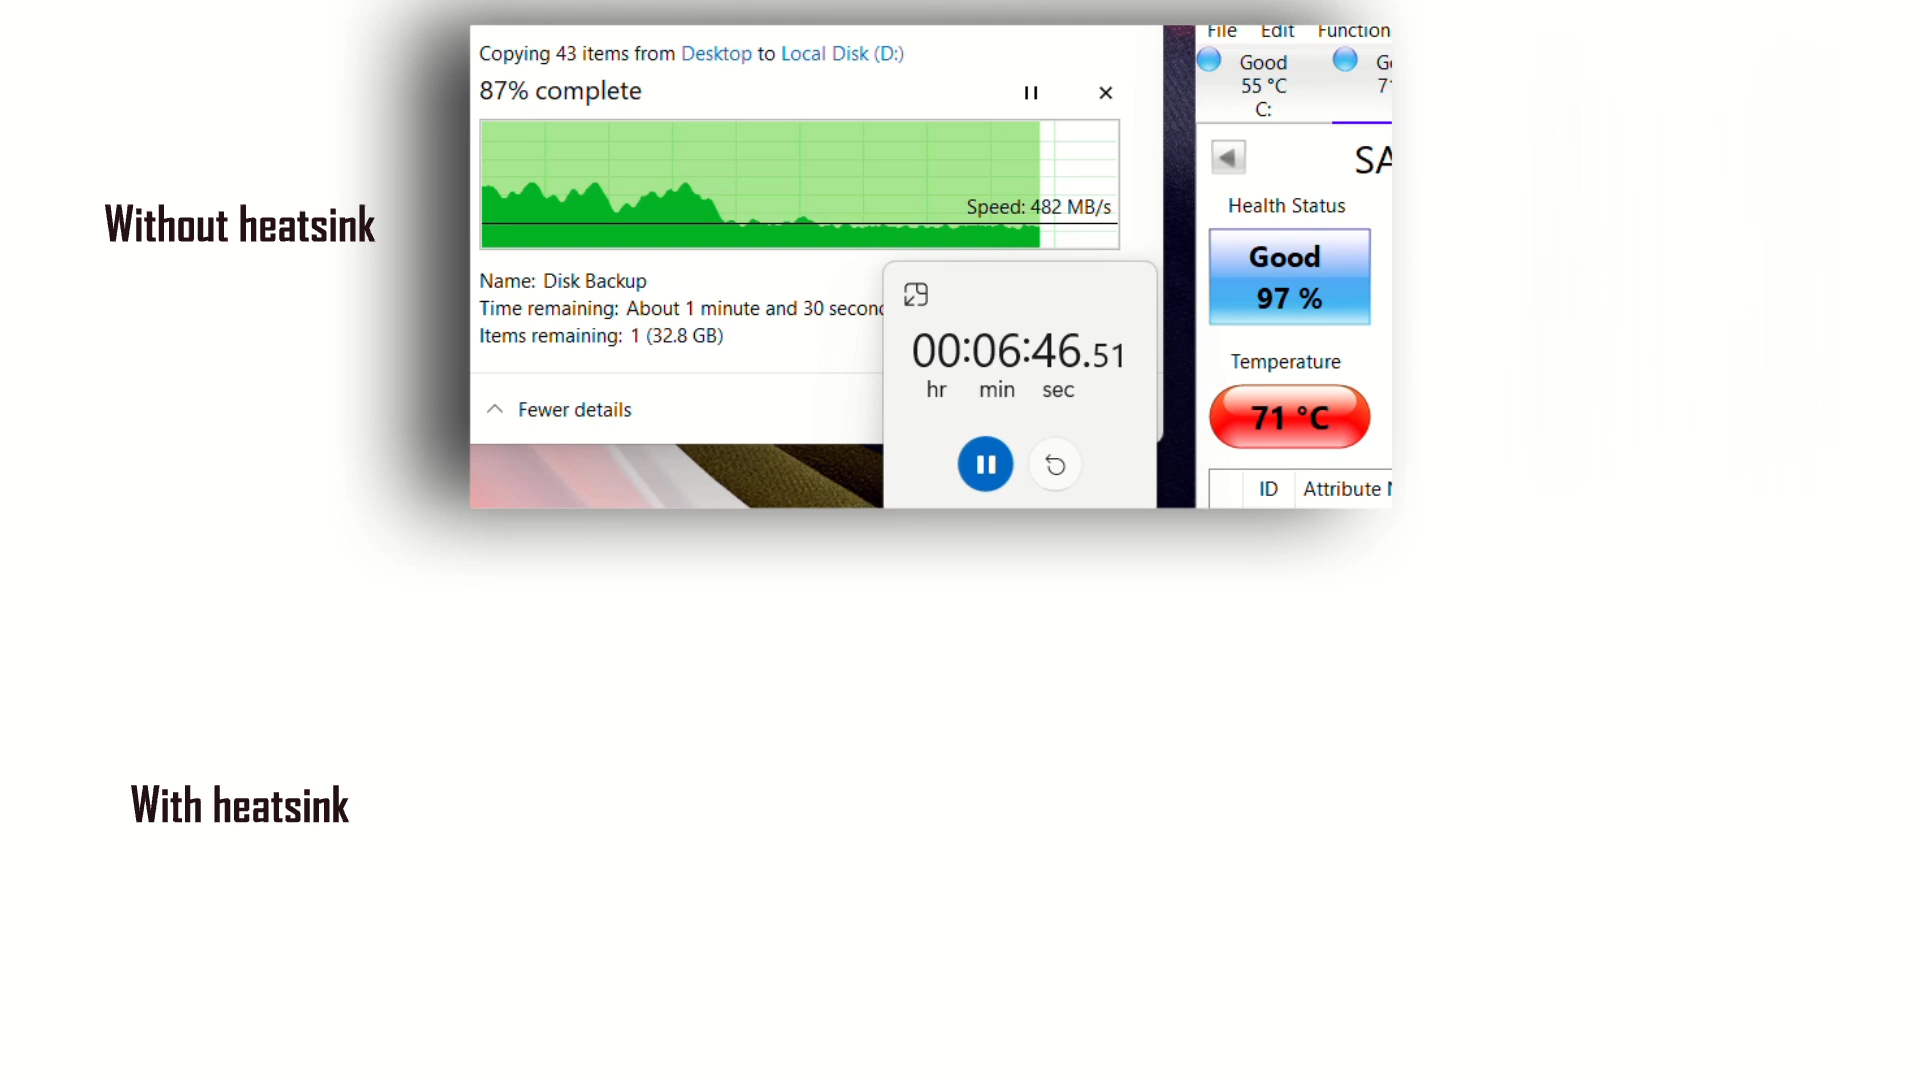 Without heatsink
Copying 43 items from Desktop to Local Disk (D:)
87% complete
Speed: 482 MB/s
Name: Disk Backup
Time remaining: About 1 minute and 30
Items remaining: 1 (32.8 GB)
Fewer details
00:06:46.51
hr min sec
File Edit Function
Good
55 °C
C:
Health Status
Good
97 %
Temperature
71 °C
ID Attribute
With heatsink